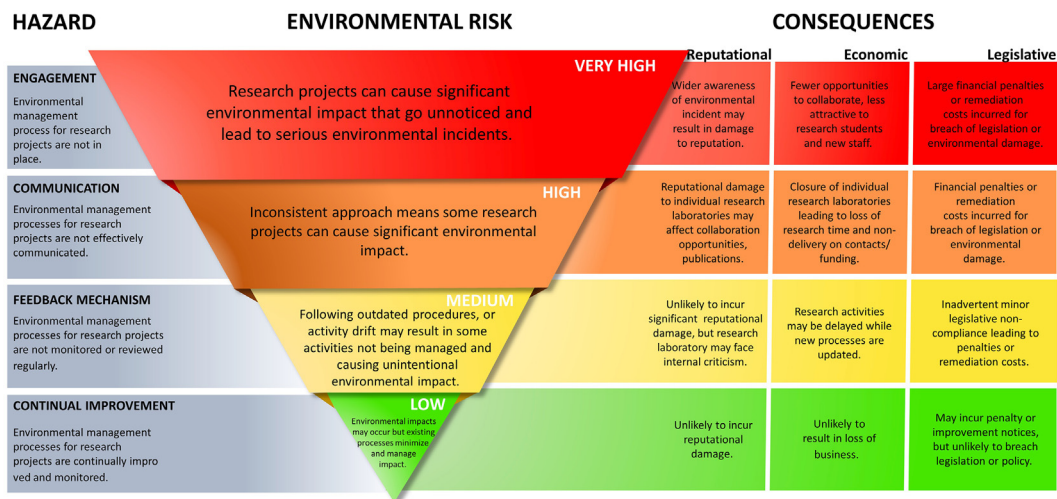 HAZARD
ENVIRONMENTAL RISK
CONSEQUENCES
Reputational
Economic
Legislative
ENGAGEMENT
Environmental
management
process for research
projects are not in
place.
VERY HIGH
Research projects can cause significant
environmental impact that go unnoticed and
lead to serious environmental incidents.
Wider awareness
of environmental
incident may
result in damage
to reputation.
Fewer opportunities
to collaborate, less
attractive to
research students
and new staff.
Large financial penalties
or remediation
costs incurred for
breach of legislation or
environmental damage.
COMMUNICATION
Environmental management
processes for research
projects are not effectively
communicated.
HIGH
Inconsistent approach means some research
projects can cause significant environmental
impact.
Reputational damage
to individual research
laboratories may
affect collaboration
opportunities,
publications.
Closure of individual
research laboratories
leading to loss of
research time and non-
delivery on contacts/
funding.
Financial penalties or
remediation
costs incurred for
breach of legislation or
environmental
damage.
FEEDBACK MECHANISM
Environmental management
processes for research projects
are not monitored or reviewed
regularly.
MEDIUM
Following outdated procedures, or
activity drift may result in some
activities not being managed and
causing unintentional
environmental impact.
Unlikely to incur
significant reputational
damage, but research
laboratory may face
internal criticism.
Research activities
may be delayed while
new processes are
updated.
Inadvertent minor
legislative non-
compliance leading to
penalties or
remediation costs.
CONTINUAL IMPROVEMENT
Environmental management
processes for research
projects are continually impro
ved and monitored.
LOW
Environmental impacts
may occur but existing
processes minimize
and manage
impact.
Unlikely to incur
reputational
damage.
Unlikely to
result in loss of
business.
May incur penalty or
improvement notices,
but unlikely to breach
legislation or policy.